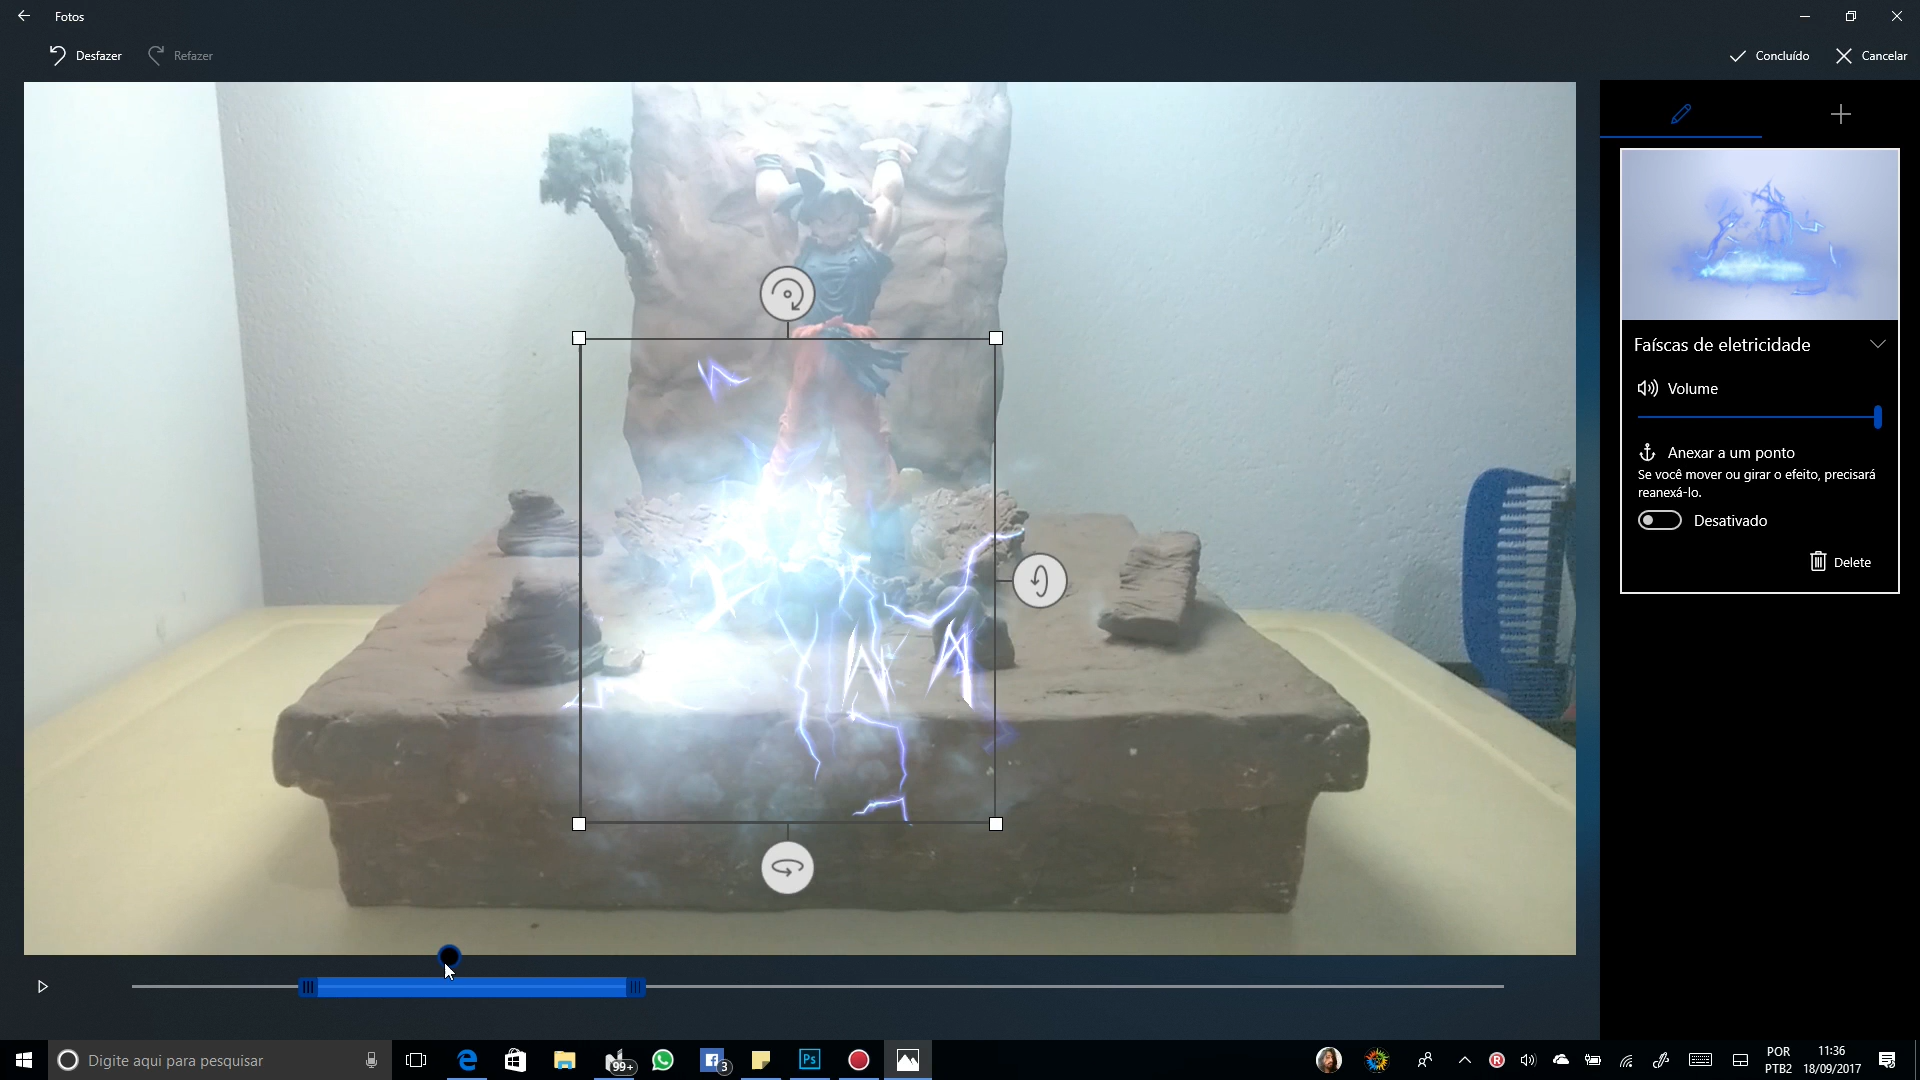 Fotos
Desfazer
Refazer
Concluído
Cancelar
Faíscas de eletricidade
Volume
Anexar a um ponto
Se você mover ou girar o efeito, precisará
reanexá-lo.
Desativado
Delete
Digite aqui para pesquisar
99+
3
Ps
R
POR
PTB2
11:36
18/09/2017